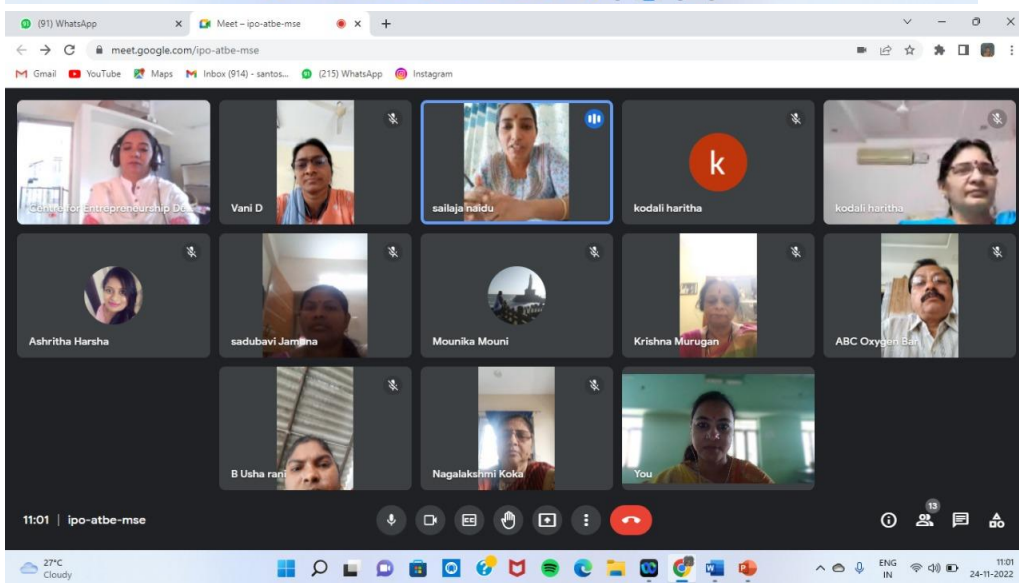 (91) WhatsApp
Meet – ipo-atbe-mse
meet.google.com/ipo-atbe-mse
Gmail YouTube Maps Inbox (914) - santos... (215) WhatsApp Instagram
Centre for Entrepreneurship De...
Vani D
sailaja naidu
k
kodali haritha
kodali haritha
Ashritha Harsha
sadubavi Jamuna
Mounika Mouni
Krishna Murugan
ABC Oxygen Bar
B Usha rani
Nagalakshmi Koka
You
11:01 | ipo-atbe-mse
13
27°C
Cloudy
ENG
IN
11:01
24-11-2022